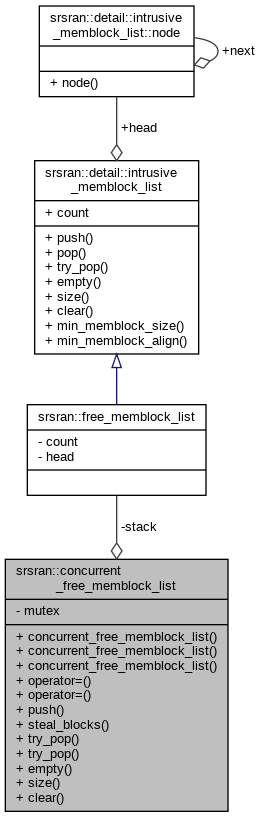 srsran::detail::intrusive
_memblock_list::node
+ node()
+next
+head
srsran::detail::intrusive
_memblock_list
+ count
+ push()
+ pop()
+ try_pop()
+ empty()
+ size()
+ clear()
+ min_memblock_size()
+ min_memblock_align()
srsran::free_memblock_list
- count
- head
-stack
srsran::concurrent
_free_memblock_list
- mutex
+ concurrent_free_memblock_list()
+ concurrent_free_memblock_list()
+ concurrent_free_memblock_list()
+ operator=()
+ operator=()
+ push()
+ steal_blocks()
+ try_pop()
+ try_pop()
+ empty()
+ size()
+ clear()